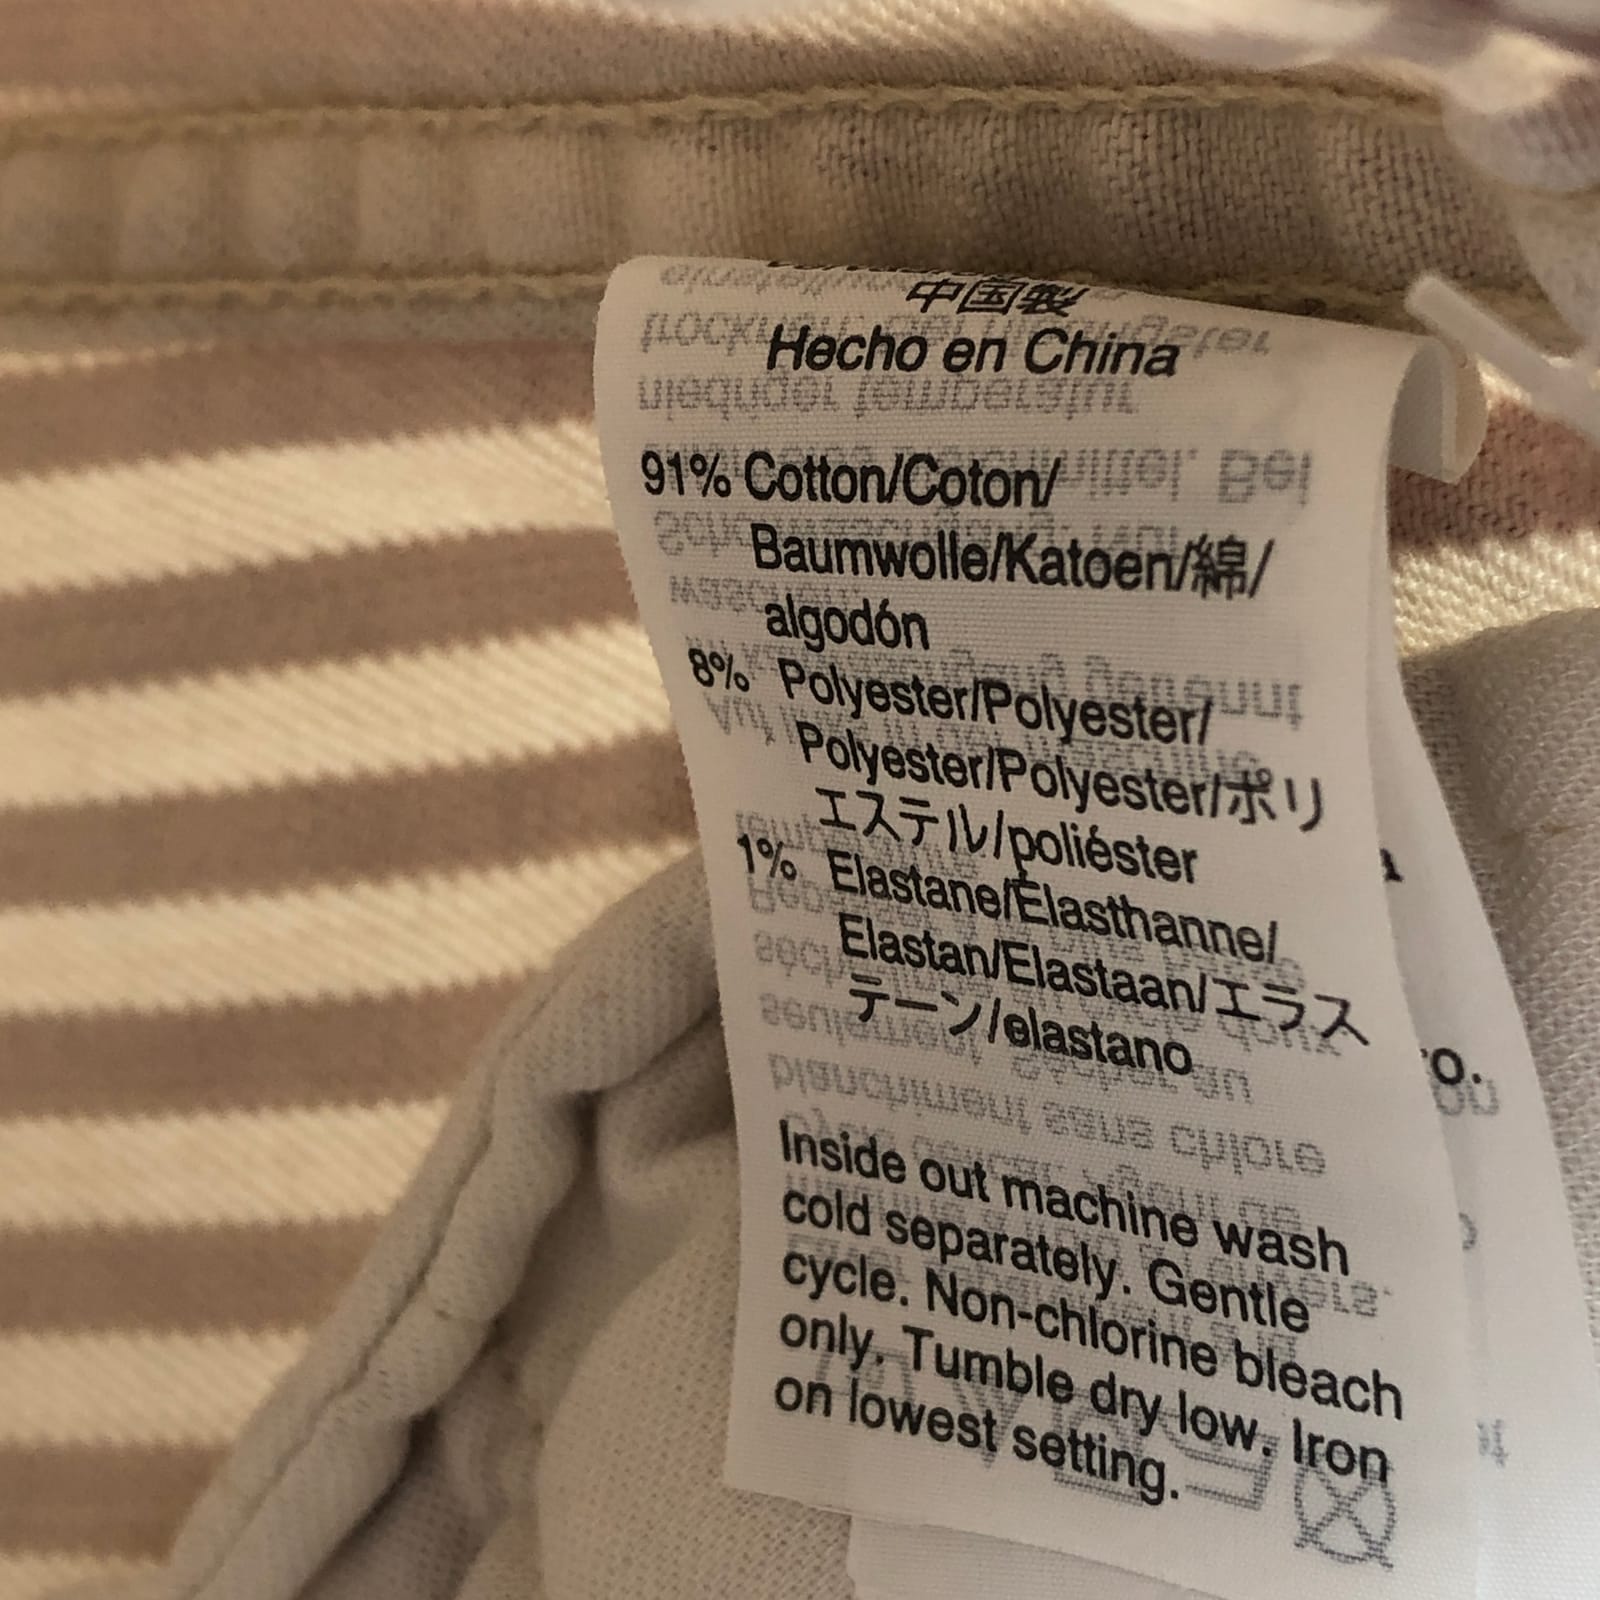 中国製
Hecho en China
91% Cotton/Coton/
Baumwolle/Katoen/綿/
algodón
8% Polyester/Polyester/
Polyester/Polyester/ポリ
エステル/poliéster
1% Elastane/Élasthanne/
Elastan/Elastaan/エラス
テーン/elastano
Inside out machine wash
cold separately. Gentle
cycle. Non-chlorine bleach
only. Tumble dry low. Iron
on lowest setting.